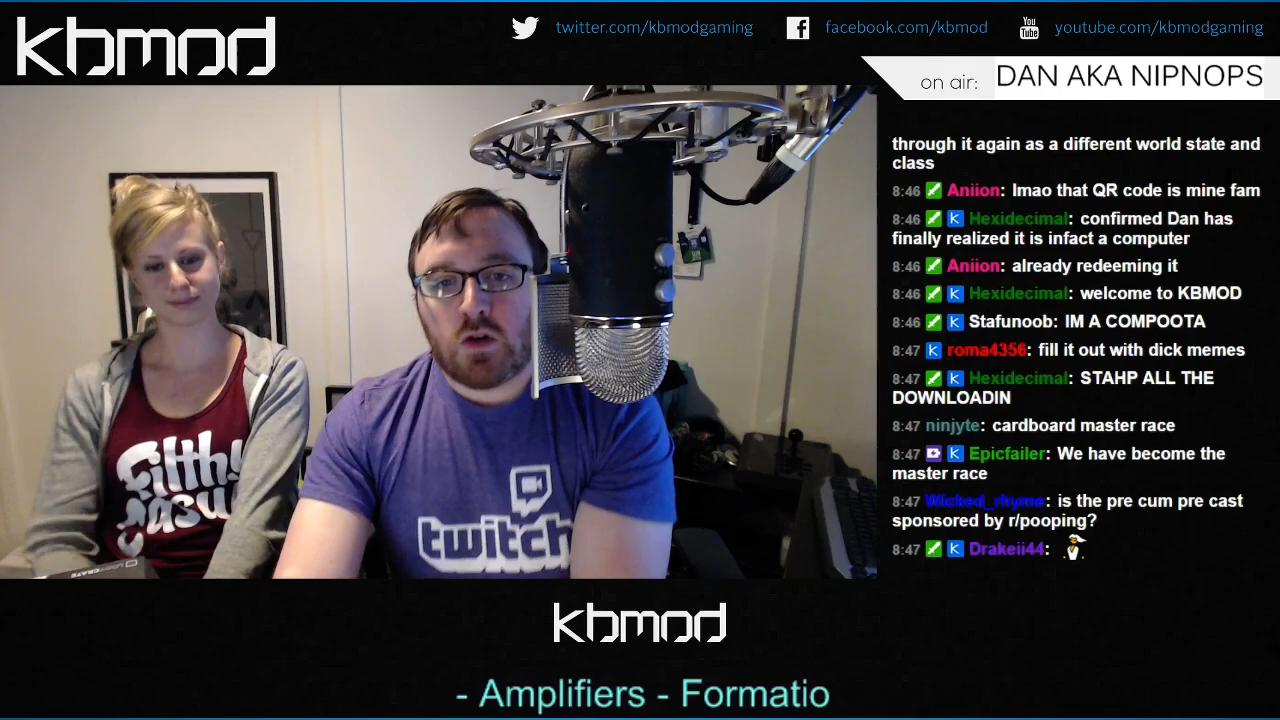 kbmod
twitter.com/kbmodgaming
facebook.com/kbmod
You
Tube
youtube.com/kbmodgaming
on air:
DAN AKA NIPNOPS
through it again as a different world state and
class
8:46 Aniion: lmao that QR code is mine fam
8:46 K Hexidecimal: confirmed Dan has
finally realized it is infact a computer
8:46 Aniion: already redeeming it
8:46 K Hexidecimal: welcome to KBMOD
8:46 K Stafunoob: IM A COMPOOTA
8:47 K roma4356: fill it out with dick memes
8:47 K Hexidecimal: STAHP ALL THE
DOWNLOADIN
8:47 ninjyte: cardboard master race
8:47 K Epicfailer: We have become the
master race
8:47 Wicked_rhyme: is the pre cum pre cast
sponsored by r/pooping?
8:47 K Drakeii44:
Filthy
Casual
twitch
LOOTCRATE
kbmod
- Amplifiers - Formatio